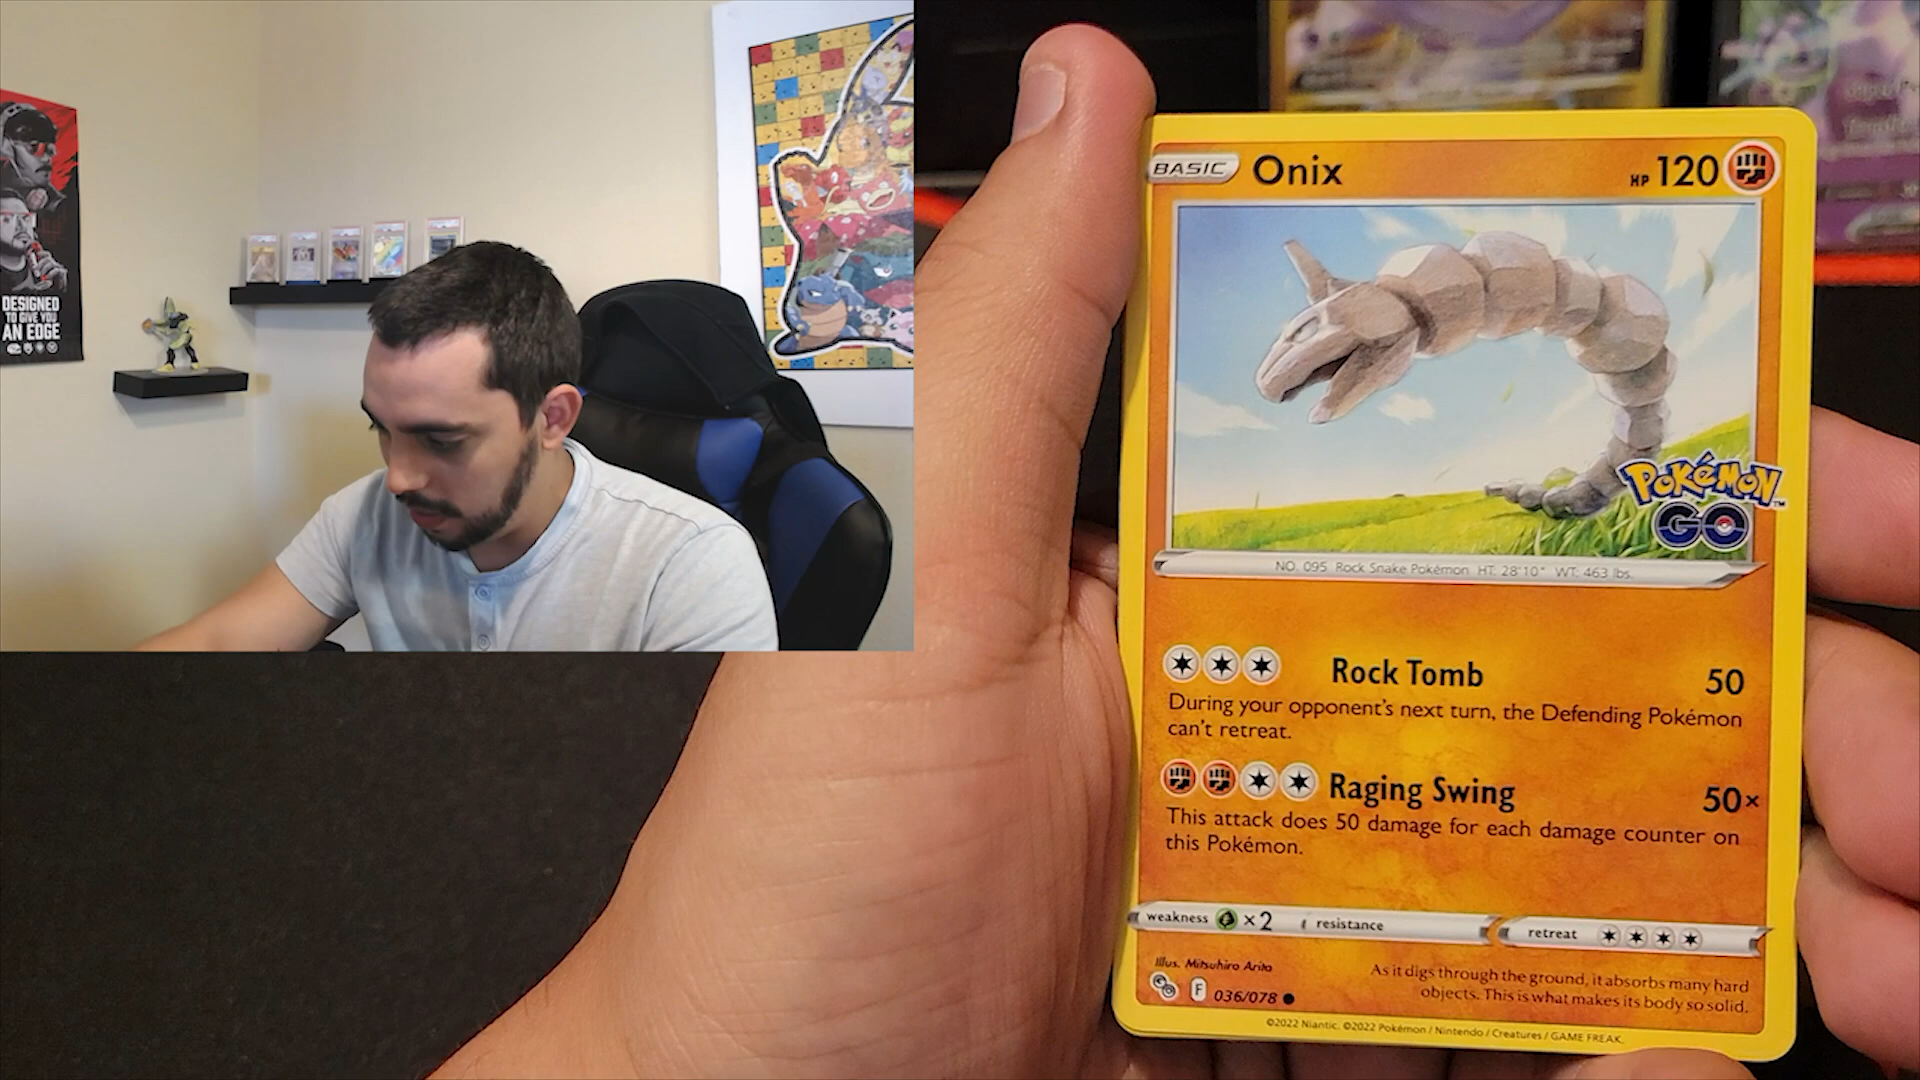 DESIGNED
TO GIVE YOU
AN EDGE
BASIC Onix HP 120
POKéMON
GO
NO. 095 Rock Snake Pokémon HT: 28'10" WT: 463 lbs.
Rock Tomb 50
During your opponent's next turn, the Defending Pokémon
can't retreat.
Raging Swing 50×
This attack does 50 damage for each damage counter on
this Pokémon.
weakness ×2 resistance retreat
Illus. Mitsuhiro Arita
F 036/078
As it digs through the ground, it absorbs many hard
objects. This is what makes its body so solid.
©2022 Niantic. ©2022 Pokémon / Nintendo / Creatures / GAME FREAK.